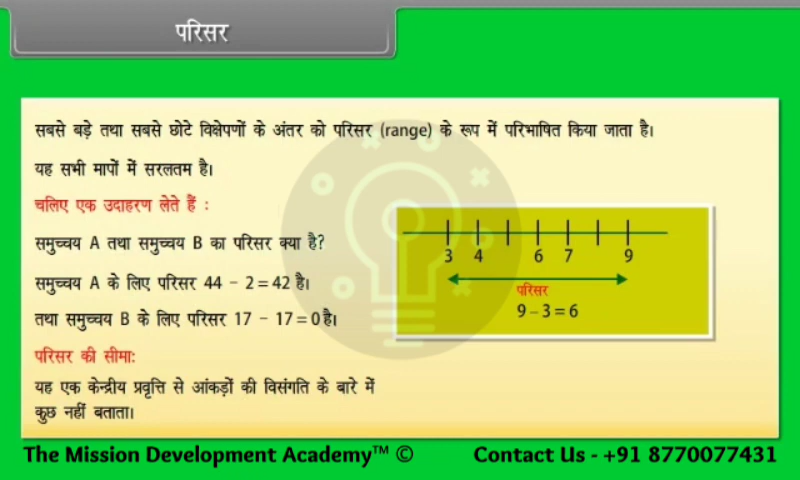 परिसर
सबसे बड़े तथा सबसे छोटे विक्षेपणों के अंतर को परिसर (range) के रूप में परिभाषित किया जाता है।
यह सभी मापों में सरलतम है।
चलिए एक उदाहरण लेते हैं :
समुच्चय A तथा समुच्चय B का परिसर क्या है?
समुच्चय A के लिए परिसर 44 - 2 = 42 है।
तथा समुच्चय B के लिए परिसर 17 - 17 = 0 है।
परिसर की सीमा:
यह एक केन्द्रीय प्रवृत्ति से आंकड़ों की विसंगति के बारे में
कुछ नहीं बताता।
3 4 6 7 9
परिसर
9 – 3 = 6
The Mission Development Academy™ © Contact Us - +91 8770077431